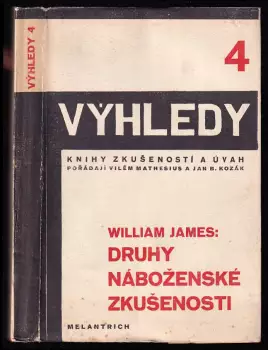 VÝHLEDY 4
4
VÝHLEDY
KNIHY ZKUŠENOSTÍ A ÚVAH
POŘÁDAJÍ VILÉM MATHESIUS A JAN B. KOZÁK
WILLIAM JAMES:
DRUHY
NÁBOŽENSKÉ
ZKUŠENOSTI
MELANTRICH